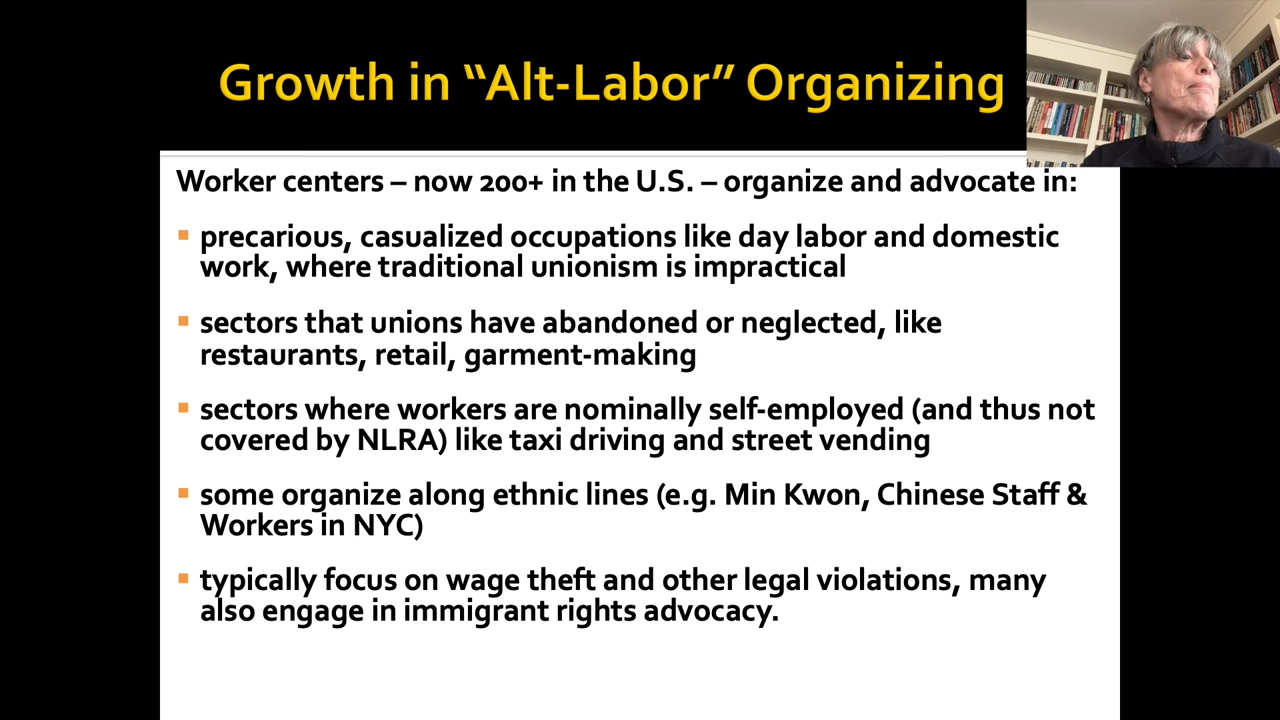 Growth in “Alt-Labor” Organizing
Worker centers – now 200+ in the U.S. – organize and advocate in:
▪ precarious, casualized occupations like day labor and domestic
work, where traditional unionism is impractical
▪ sectors that unions have abandoned or neglected, like
restaurants, retail, garment-making
▪ sectors where workers are nominally self-employed (and thus not
covered by NLRA) like taxi driving and street vending
▪ some organize along ethnic lines (e.g. Min Kwon, Chinese Staff &
Workers in NYC)
▪ typically focus on wage theft and other legal violations, many
also engage in immigrant rights advocacy.